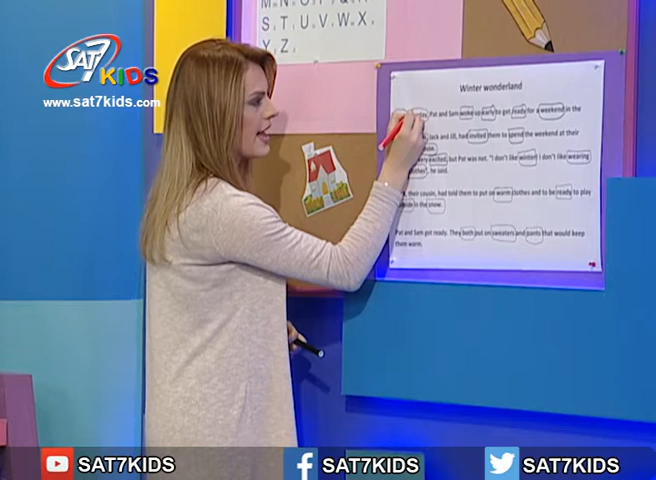 M N O P Q R
S T U V W X
Y Z
SAT7
KIDS
www.sat7kids.com
Winter wonderland
Pat and Sam woke up early to get ready for a weekend in the
Jack and Jill, had invited them to spend the weekend at their
very excited, but Pat was not. "I don't like winter! I don't like wearing
clothes", he said.
their cousin, had told them to put on warm clothes and to be ready to play
in the snow.
Pat and Sam got ready. They both put on sweaters and pants that would keep
them warm.
SAT7KIDS
SAT7KIDS
SAT7KIDS